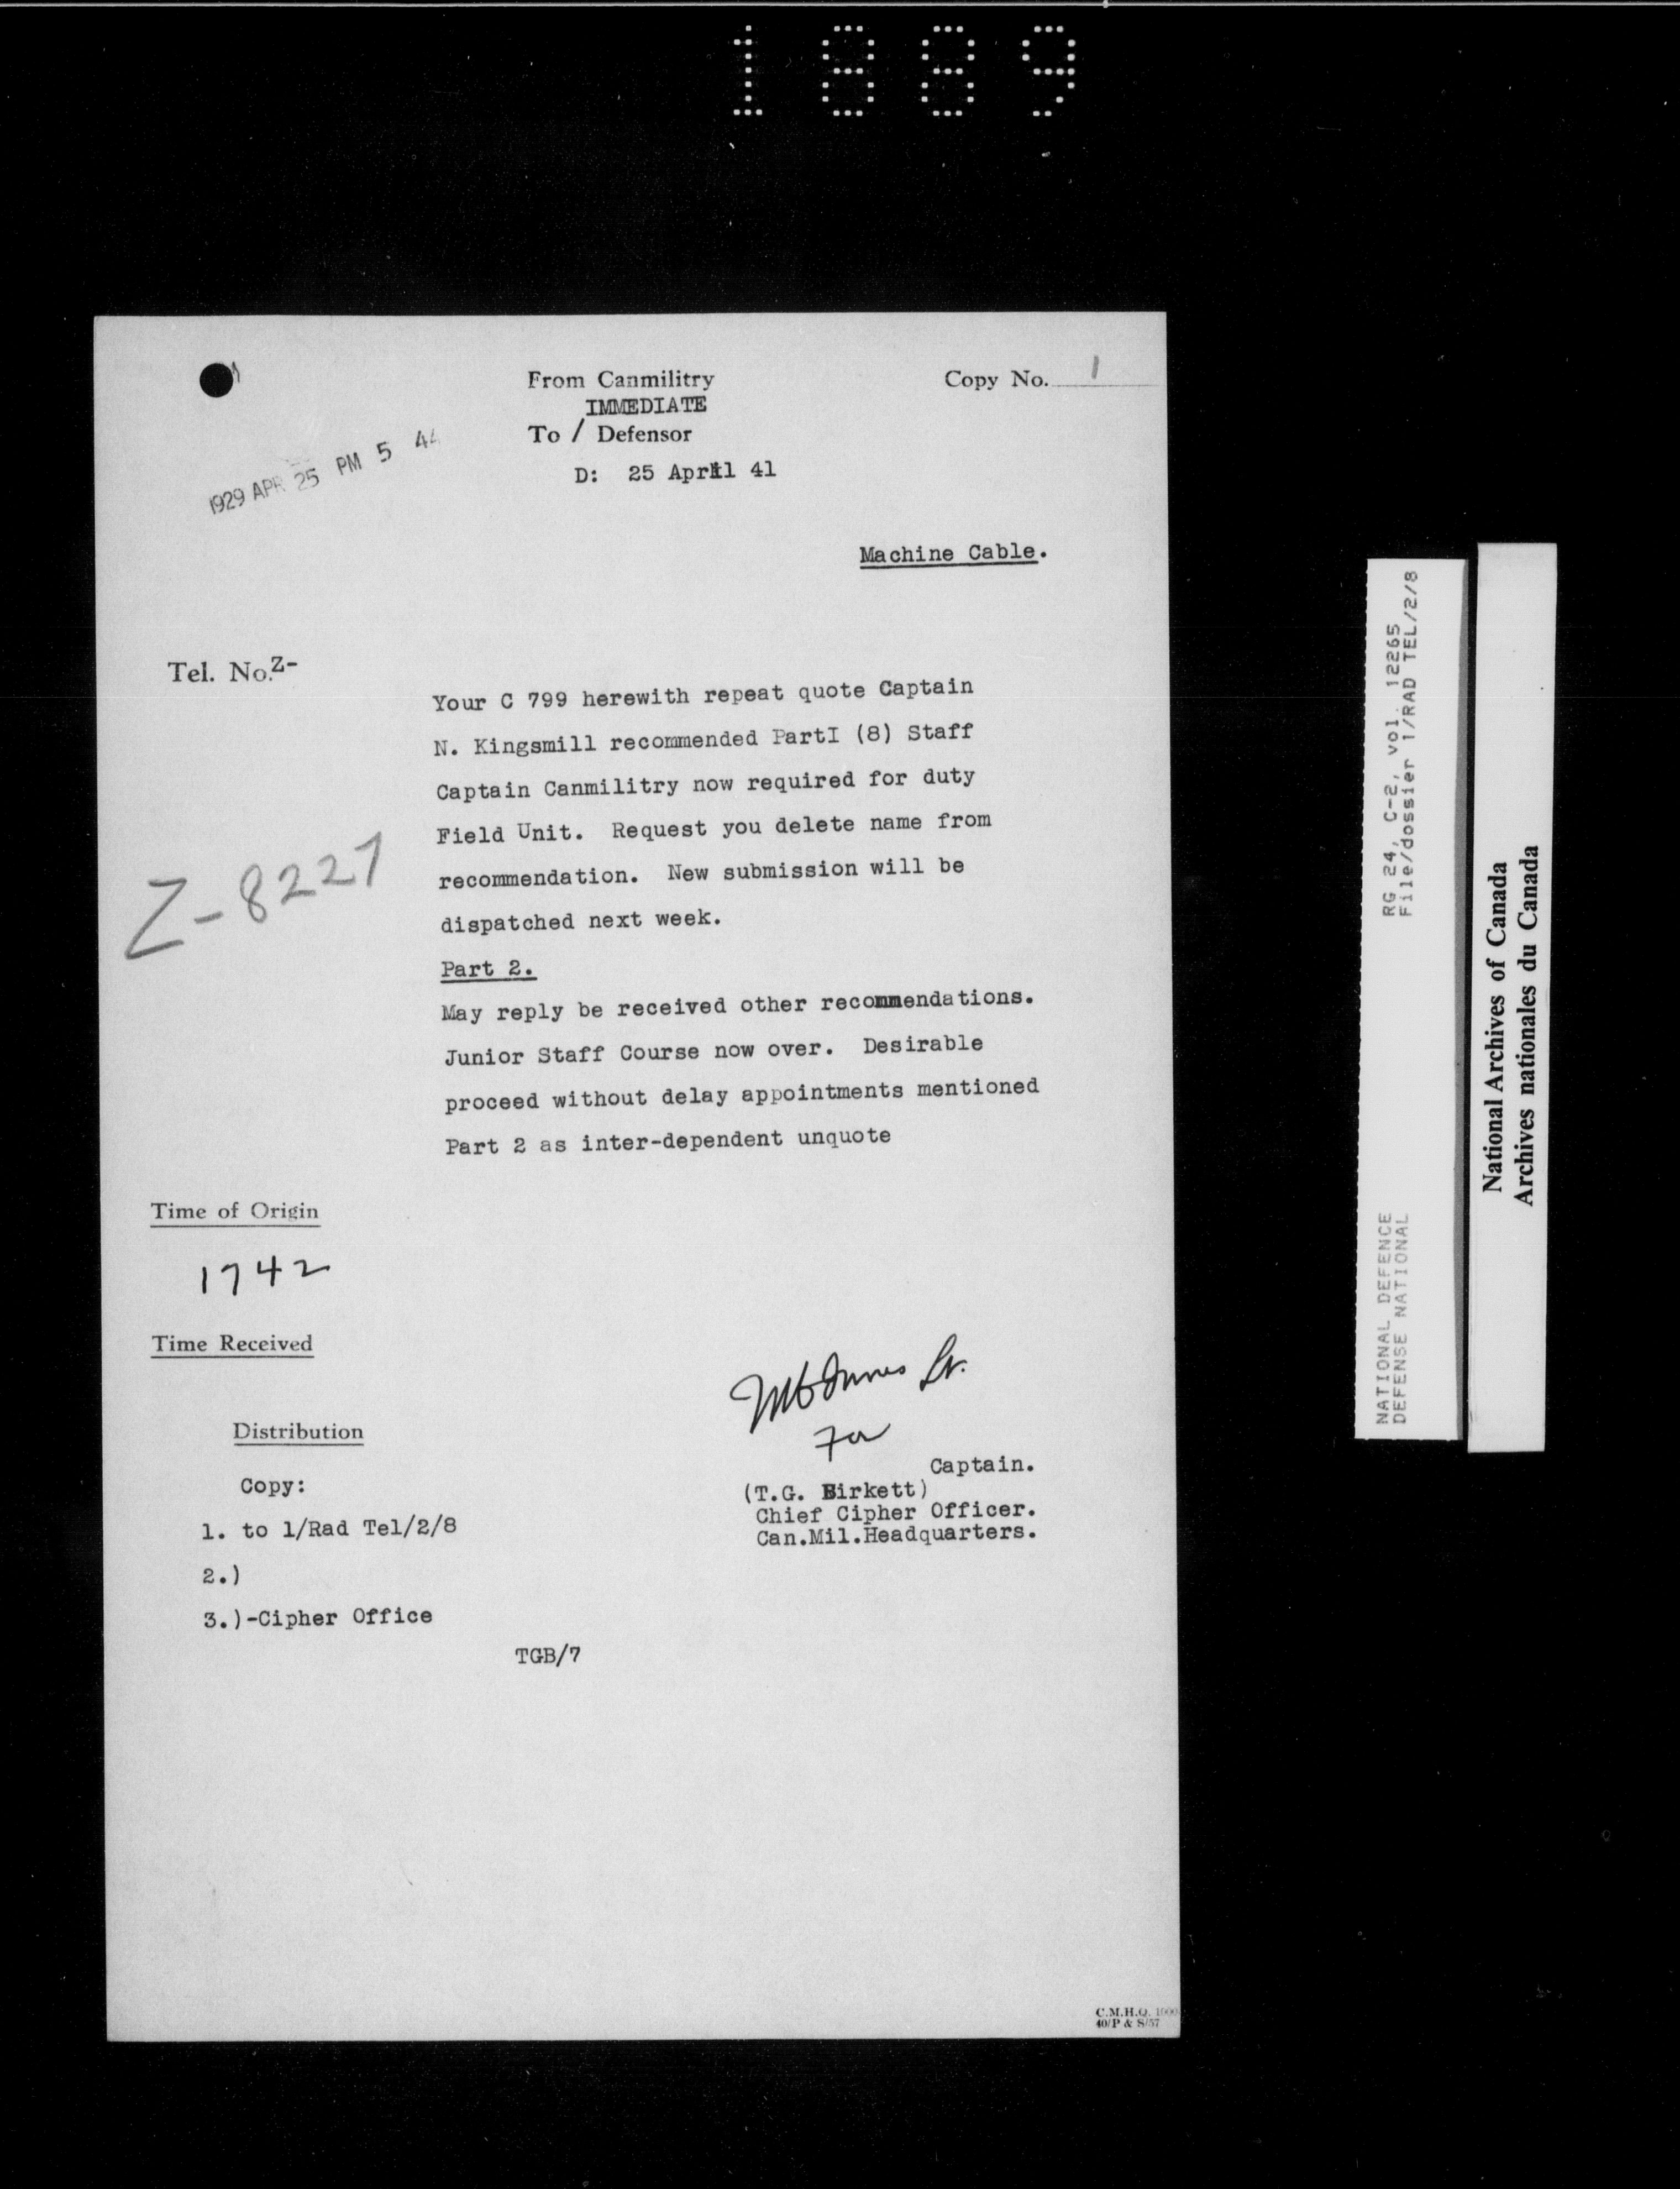 1889
From Canmilitry
Copy No. 1
IMMEDIATE
To / Defensor
1929 APR 25 PM 5 44
D: 25 April 41
Machine Cable.
Tel. No. Z-
Your C 799 herewith repeat quote Captain
N. Kingsmill recommended PartI (8) Staff
Captain Canmilitry now required for duty
Field Unit. Request you delete name from
recommendation. New submission will be
dispatched next week.
Z-8227
Part 2.
May reply be received other recommendations.
Junior Staff Course now over. Desirable
proceed without delay appointments mentioned
Part 2 as inter-dependent unquote
Time of Origin
1742
Time Received
Lt.
For
Distribution
Captain.
Copy:
(T.G. Birkett)
Chief Cipher Officer.
Can.Mil.Headquarters.
1. to 1/Rad Tel/2/8
2.)
3.)-Cipher Office
TGB/7
C.M.H.Q. 1000
40/P & S/57
NATIONAL DEFENCE RG 24, C-2, vol. 12265
DEFENSE NATIONAL File/dossier 1/RAD TEL/2/8
National Archives of Canada
Archives nationales du Canada